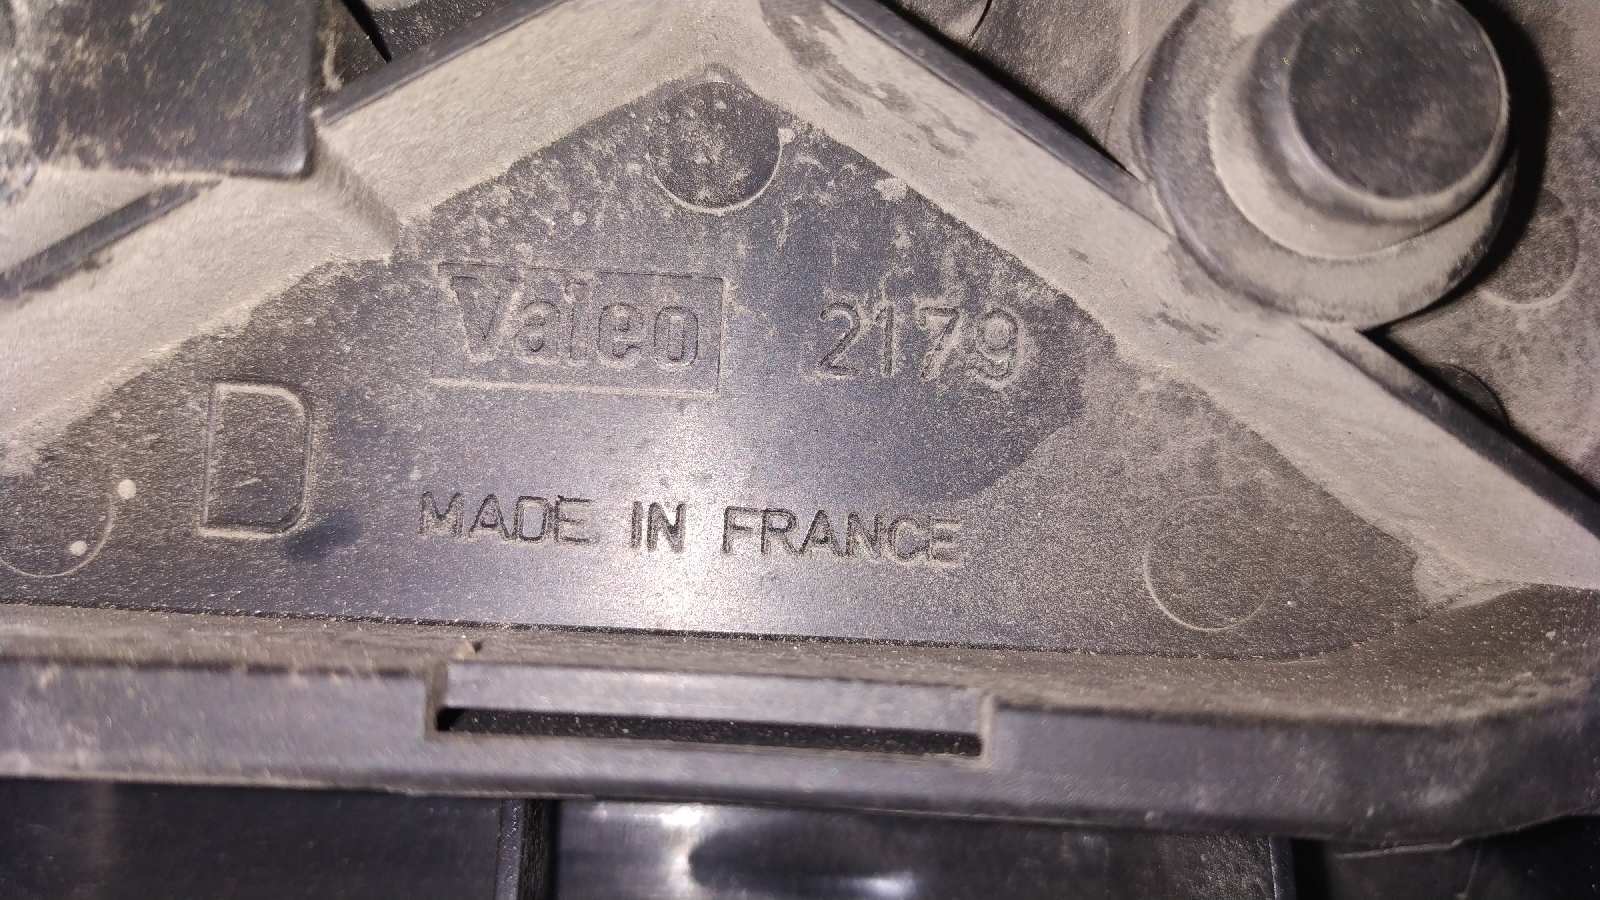 Valeo 2179
D
MADE IN FRANCE